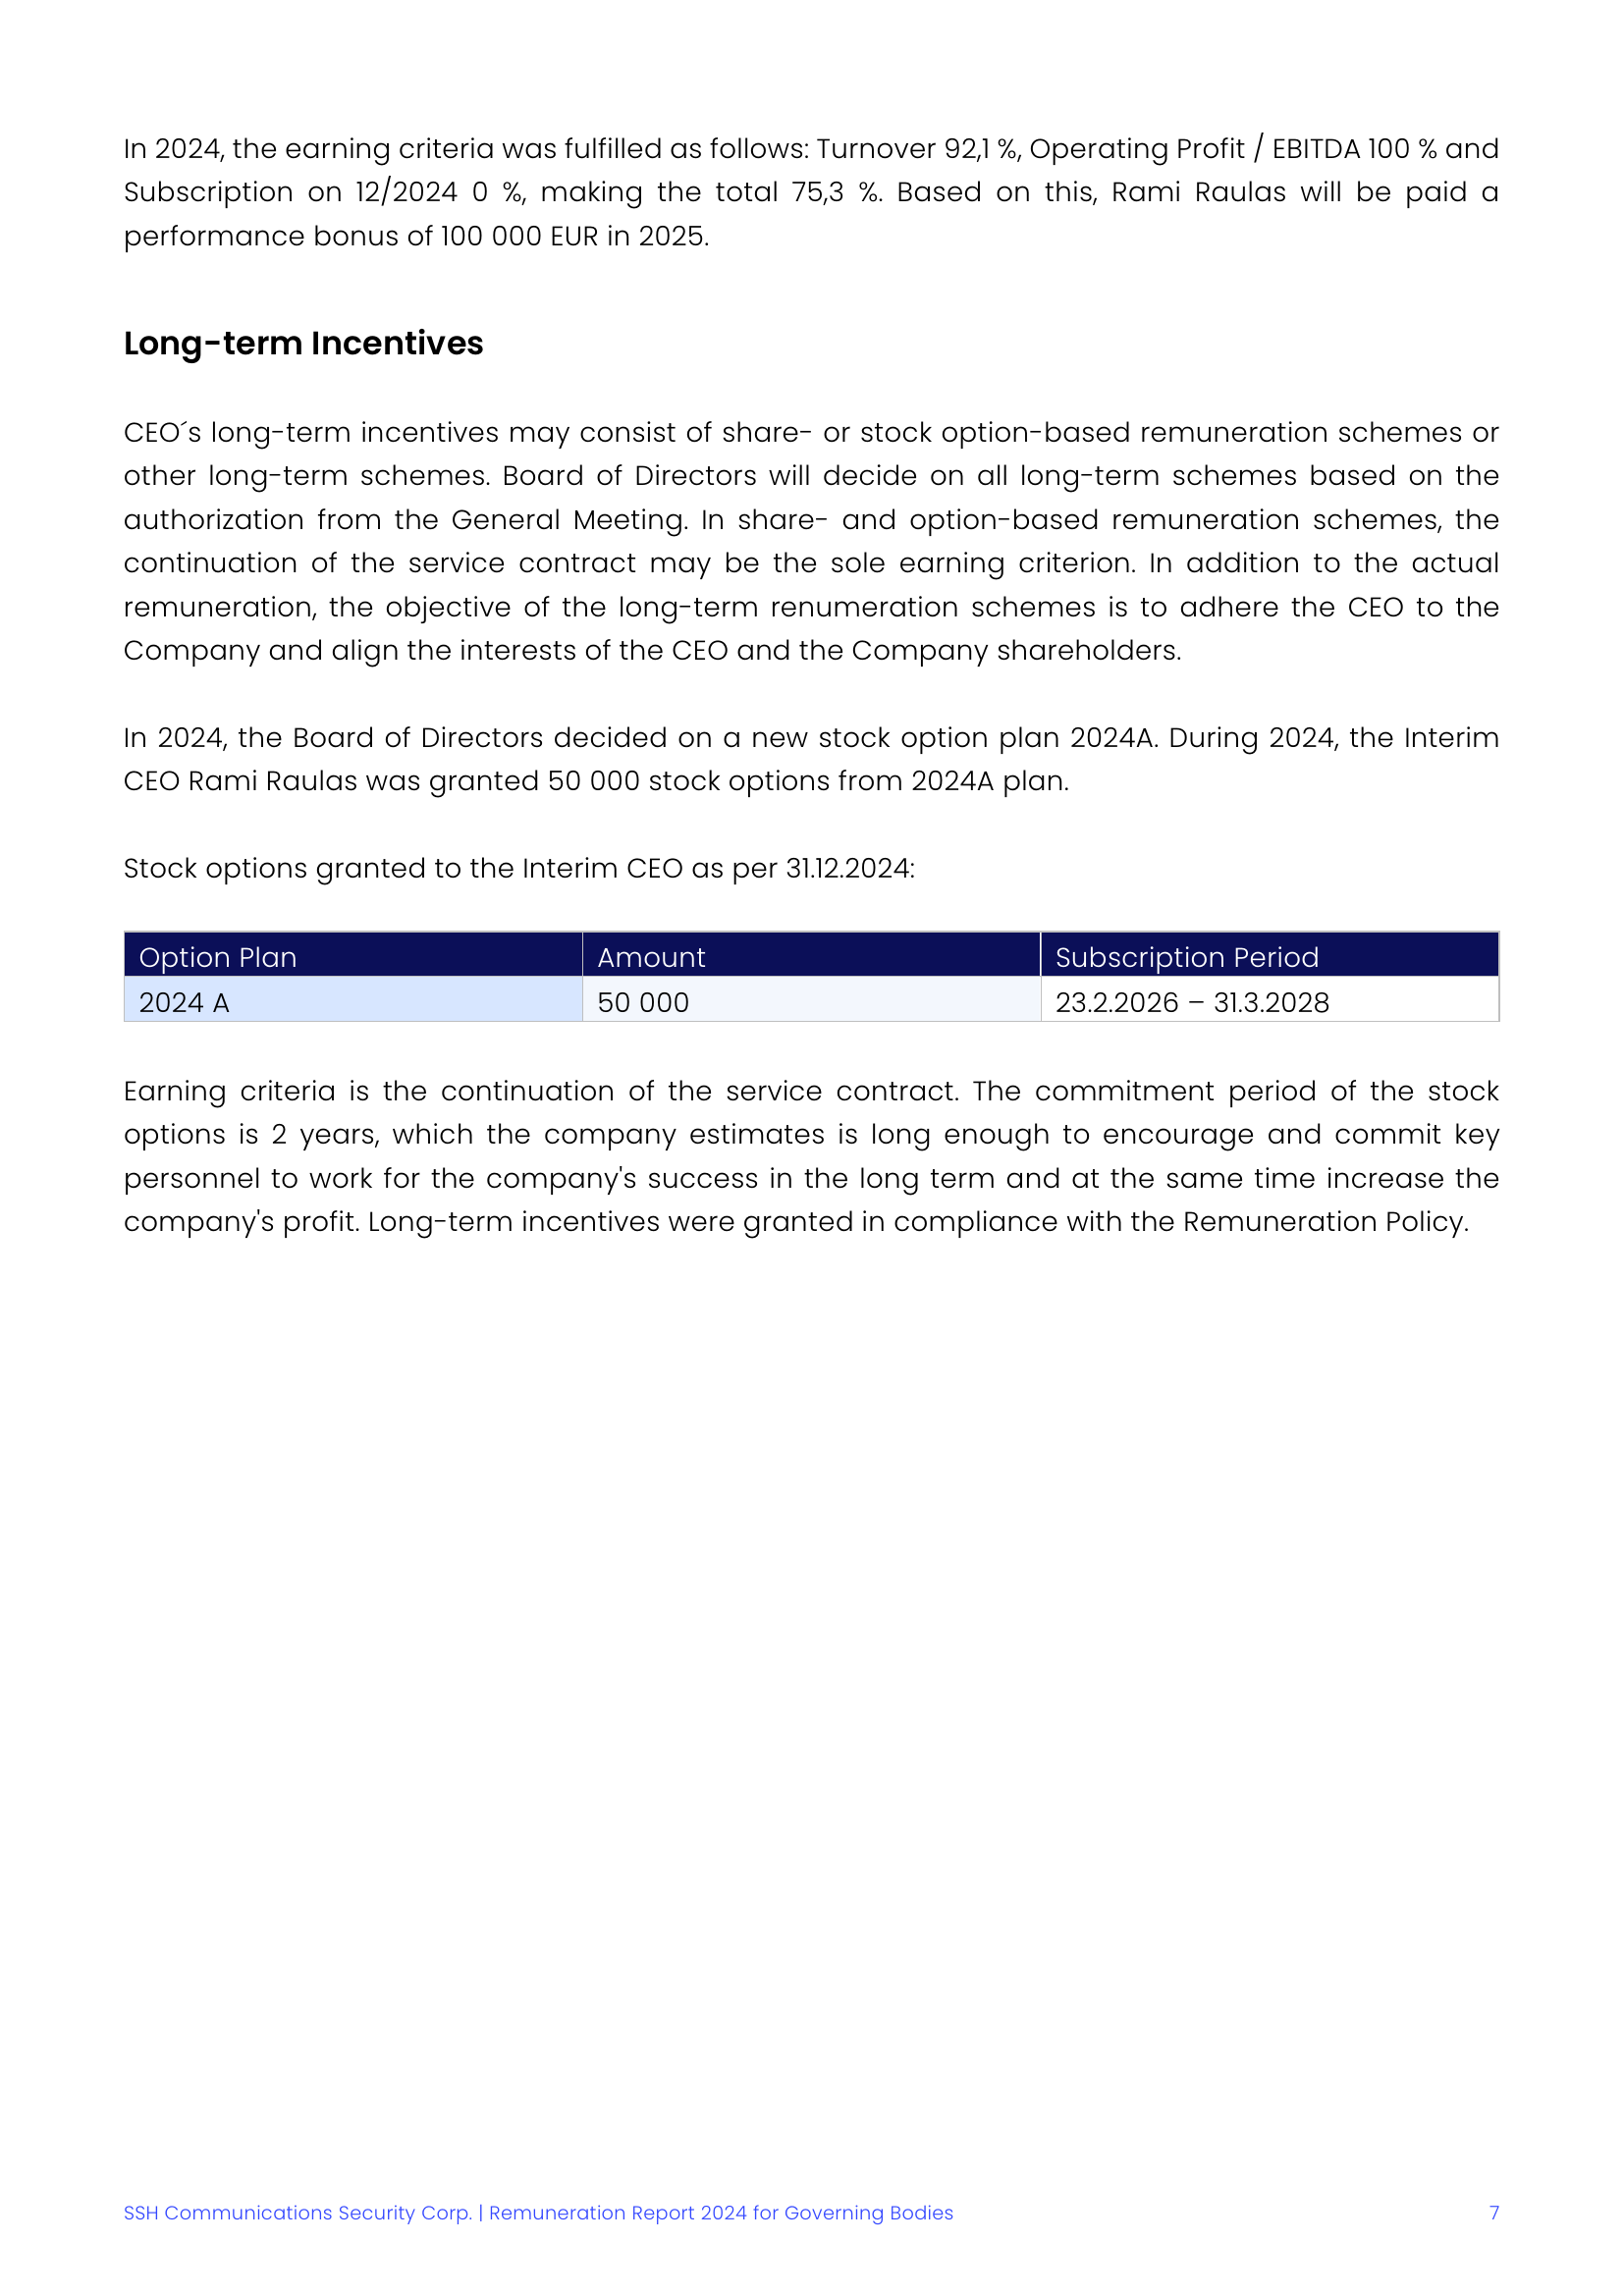 In 2024, the earning criteria was fulfilled as follows: Turnover 92,1 %, Operating Profit / EBITDA 100 % and
Subscription on 12/2024 0 %, making the total 75,3 %. Based on this, Rami Raulas will be paid a
performance bonus of 100 000 EUR in 2025.
Long-term Incentives
CEO´s long-term incentives may consist of share- or stock option-based remuneration schemes or
other long-term schemes. Board of Directors will decide on all long-term schemes based on the
authorization from the General Meeting. In share- and option-based remuneration schemes, the
continuation of the service contract may be the sole earning criterion. In addition to the actual
remuneration, the objective of the long-term renumeration schemes is to adhere the CEO to the
Company and align the interests of the CEO and the Company shareholders.
In 2024, the Board of Directors decided on a new stock option plan 2024A. During 2024, the Interim
CEO Rami Raulas was granted 50 000 stock options from 2024A plan.
Stock options granted to the Interim CEO as per 31.12.2024:
Option Plan Amount Subscription Period
2024 A 50 000 23.2.2026 – 31.3.2028
Earning criteria is the continuation of the service contract. The commitment period of the stock
options is 2 years, which the company estimates is long enough to encourage and commit key
personnel to work for the company's success in the long term and at the same time increase the
company's profit. Long-term incentives were granted in compliance with the Remuneration Policy.
SSH Communications Security Corp. | Remuneration Report 2024 for Governing Bodies 7